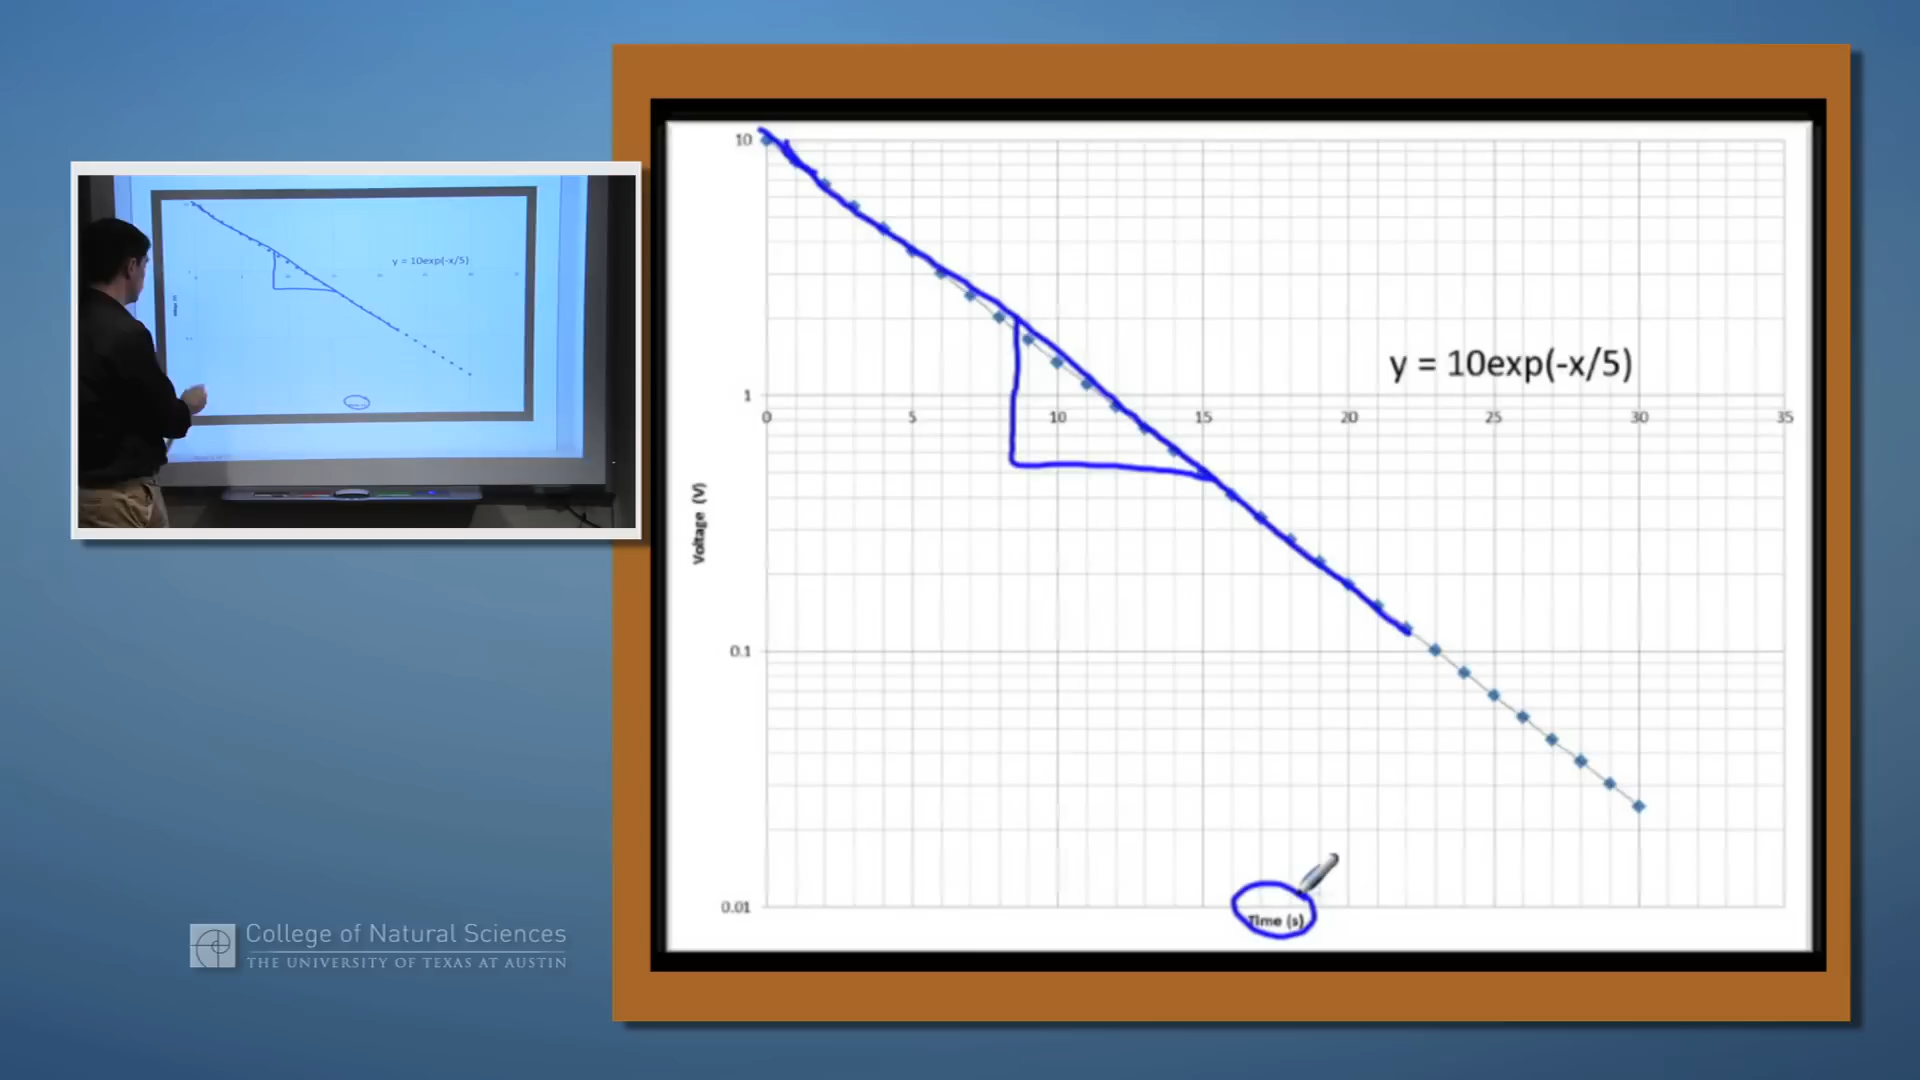 10
y = 10exp(-x/5)
1
0 5 10 15 20 25 30 35
Voltage (V)
0.1
0.01
Time (s)
y = 10exp(-x/5)
College of Natural Sciences
THE UNIVERSITY OF TEXAS AT AUSTIN